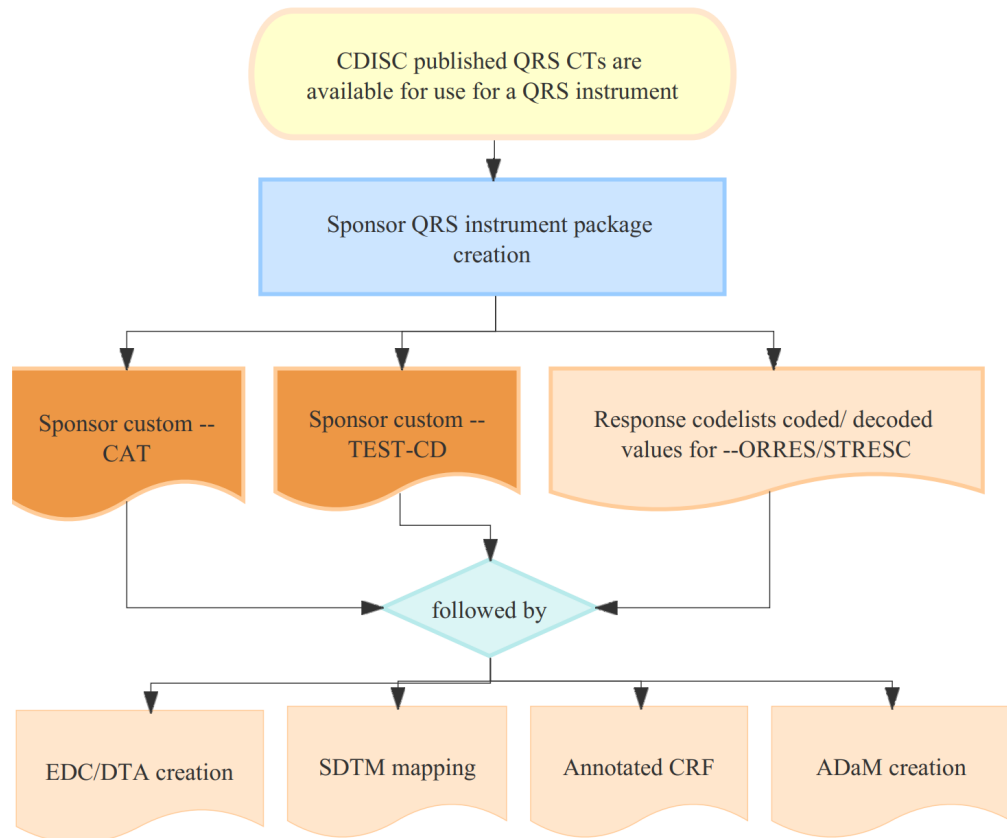 CDISC published QRS CTs are
available for use for a QRS instrument
Sponsor QRS instrument package
creation
Sponsor custom --
CAT
Sponsor custom --
TEST-CD
Response codelists coded/ decoded
values for --ORRES/STRESC
followed by
EDC/DTA creation
SDTM mapping
Annotated CRF
ADaM creation